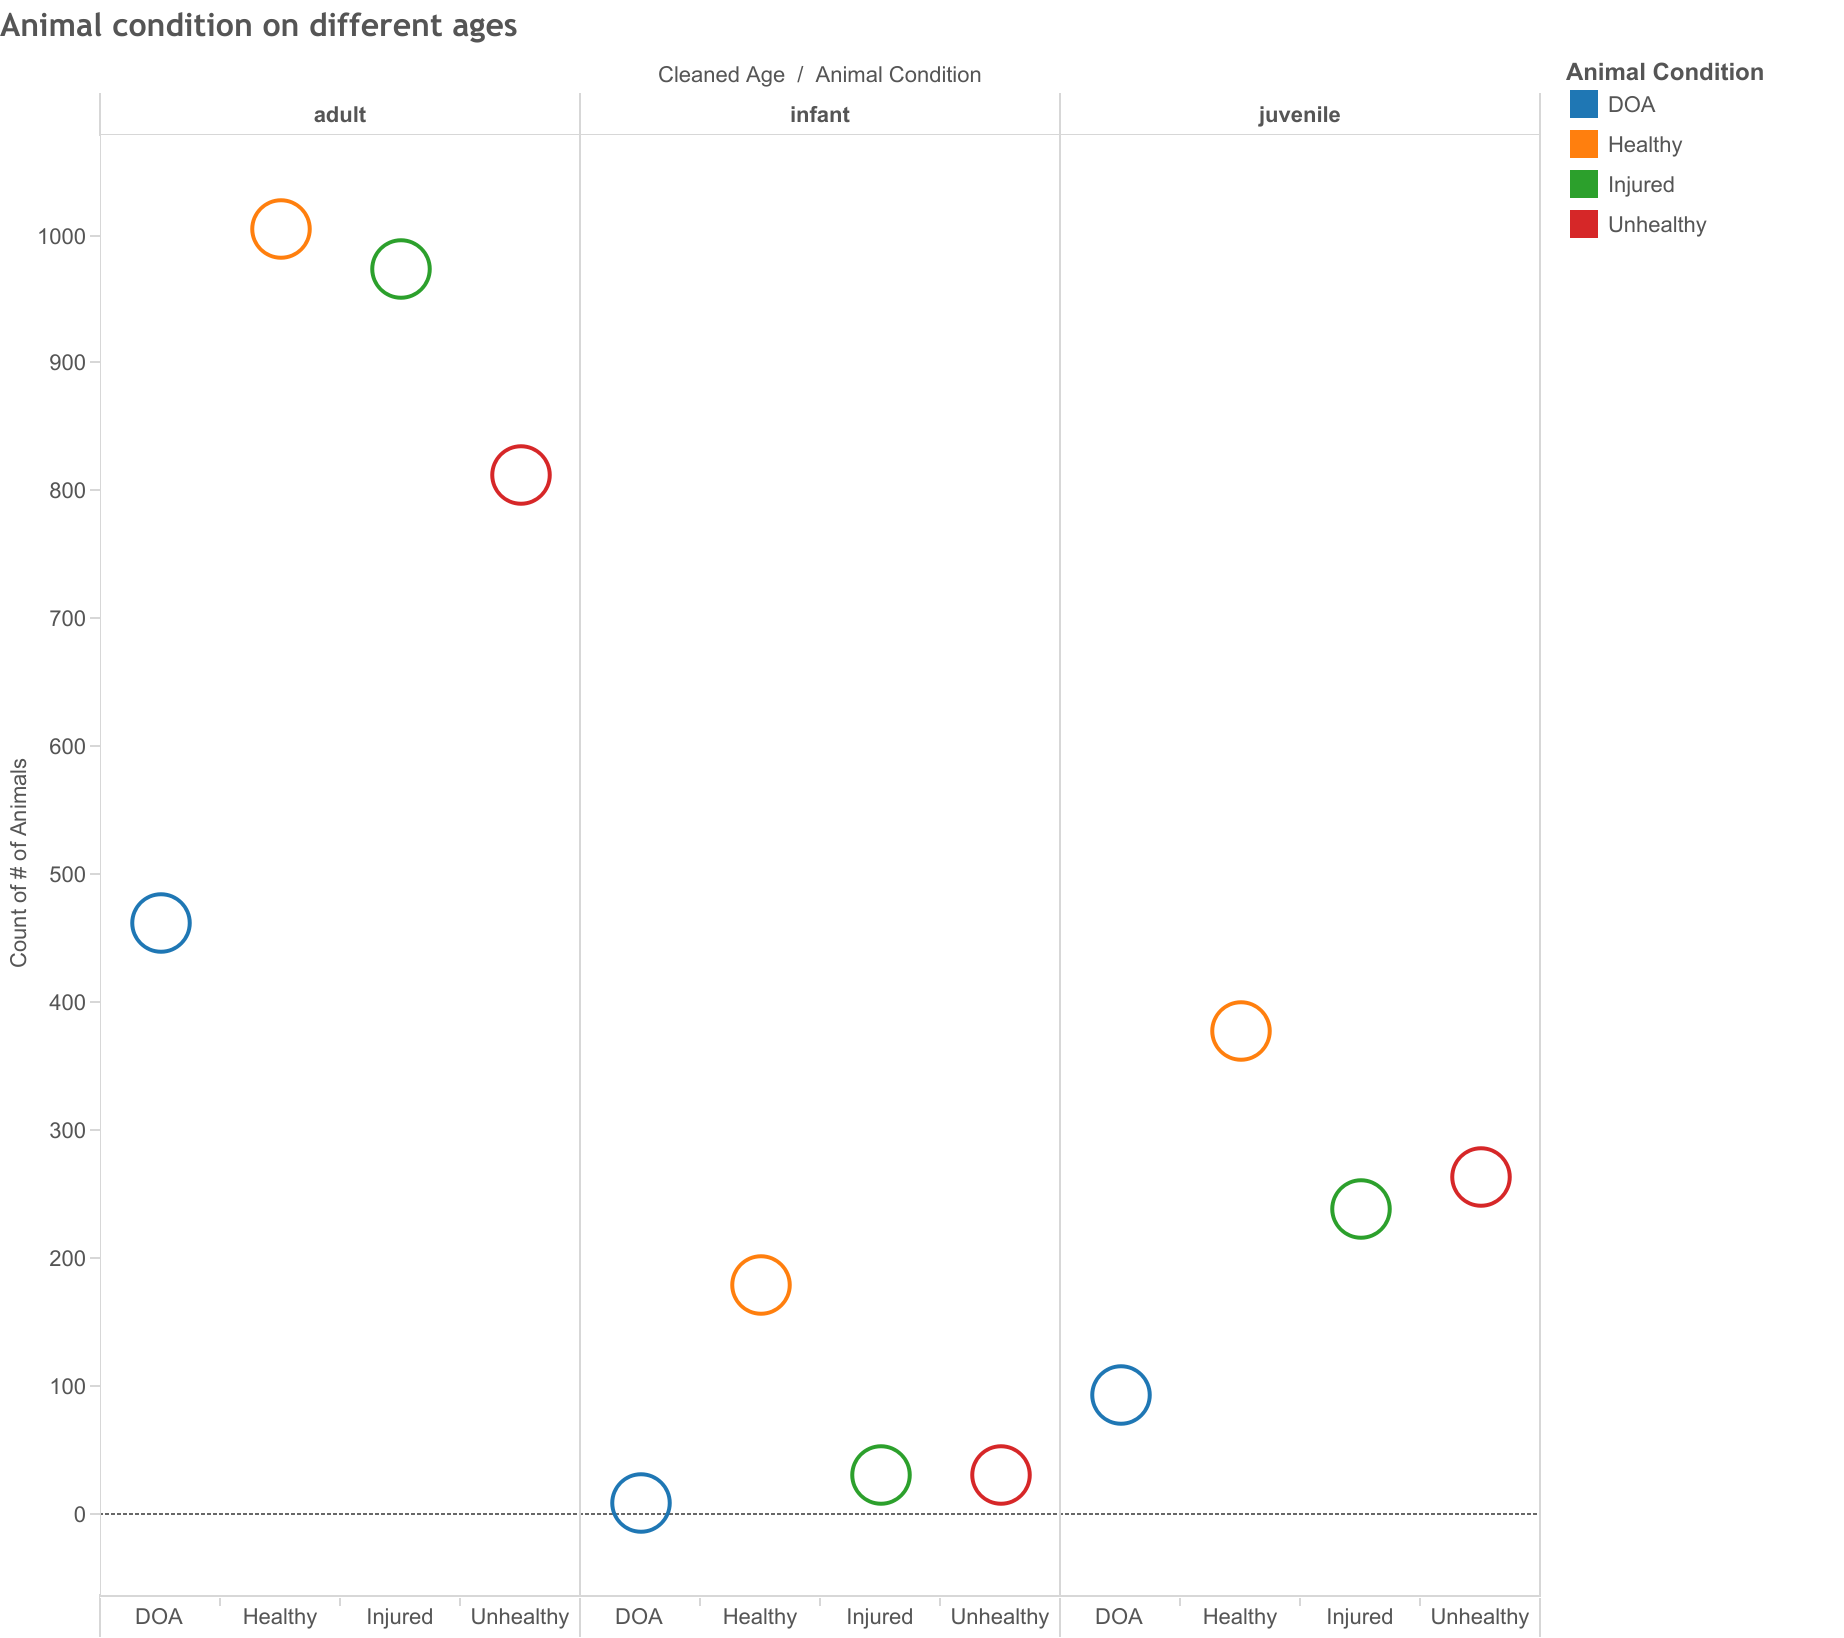 Animal condition on different ages
Cleaned Age / Animal Condition
adult infant juvenile
Animal Condition
DOA
Healthy
Injured
Unhealthy
Count of # of Animals
1000
900
800
700
600
500
400
300
200
100
0
DOA Healthy Injured Unhealthy DOA Healthy Injured Unhealthy DOA Healthy Injured Unhealthy